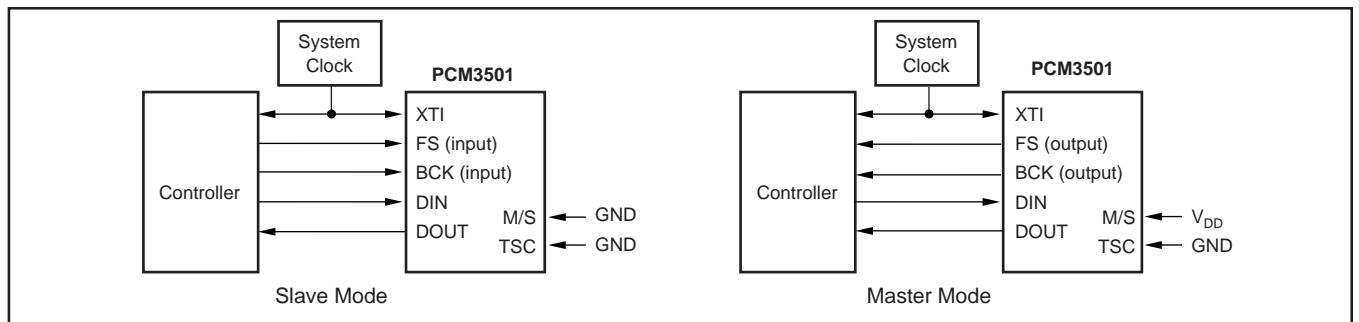 System
Clock
PCM3501
Controller
XTI
FS (input)
BCK (input)
DIN
DOUT
M/S
TSC
GND
GND
Slave Mode
System
Clock
PCM3501
Controller
XTI
FS (output)
BCK (output)
DIN
DOUT
M/S
TSC
VDD
GND
Master Mode